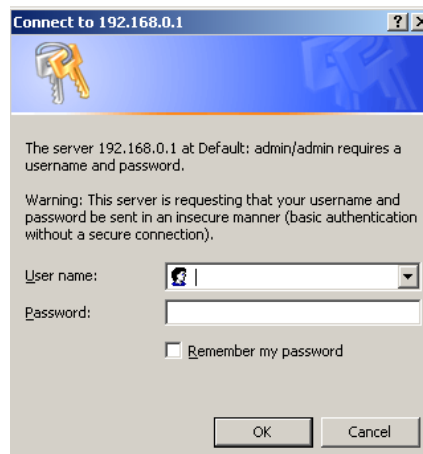 Connect to 192.168.0.1
The server 192.168.0.1 at Default: admin/admin requires a
username and password.
Warning: This server is requesting that your username and
password be sent in an insecure manner (basic authentication
without a secure connection).
User name:
Password:
Remember my password
OK
Cancel